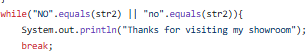 while("NO".equals(str2) || "no".equals(str2)){
System.out.println("Thanks for visiting my showroom");
break;